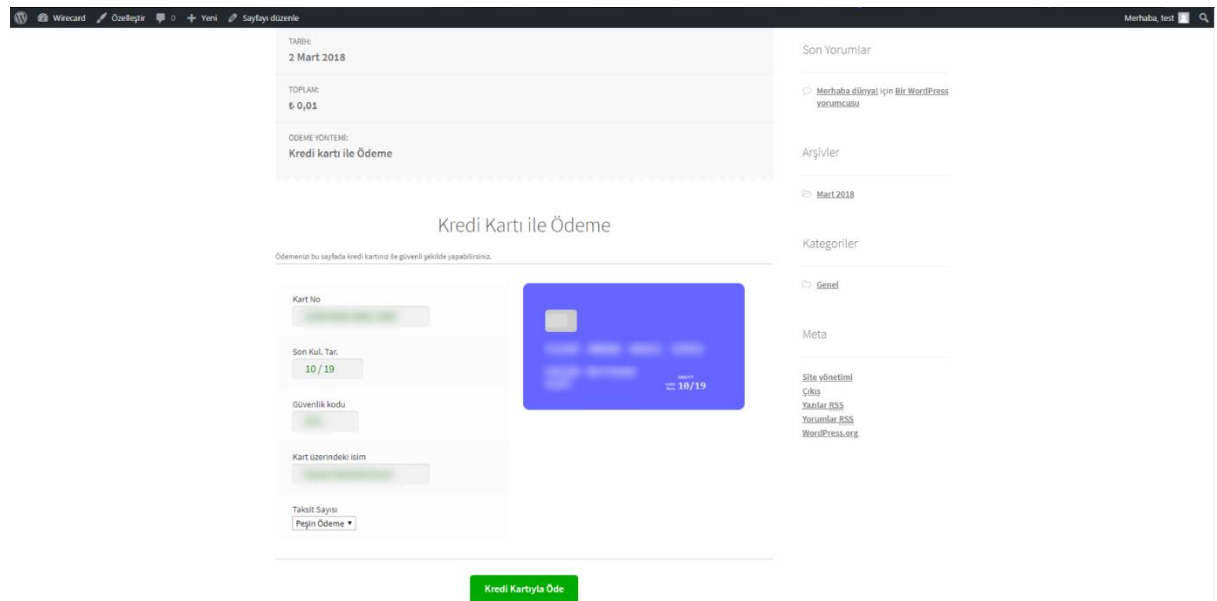 Wirecard Özelleştir 0 Yeni Sayfayı düzenle Merhaba, test
TARİH:
2 Mart 2018
TOPLAM:
₺ 0,01
ÖDEME YÖNTEMI:
Kredi kartı ile Ödeme
Kredi Kartı ile Ödeme
Ödemenizi bu sayfada kredi kartınız ile güvenli şekilde yapabilirsiniz.
Kart No
Son Kul. Tar.
10 / 19
Güvenlik kodu
Kart üzerindeki isim
Taksit Sayısı
Peşin Ödeme
10/19
Kredi Kartıyla Öde
Son Yorumlar
Merhaba dünya! için Bir WordPress
yorumcusu
Arşivler
Mart 2018
Kategoriler
Genel
Meta
Site yönetimi
Çıkış
Yazılar RSS
Yorumlar RSS
WordPress.org